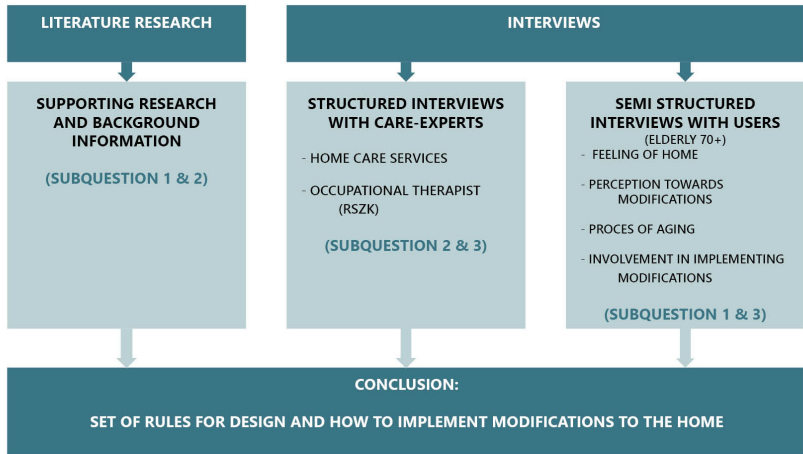 LITERATURE RESEARCH
INTERVIEWS
SUPPORTING RESEARCH
AND BACKGROUND
INFORMATION
(SUBQUESTION 1 & 2)
STRUCTURED INTERVIEWS
WITH CARE-EXPERTS
- HOME CARE SERVICES
- OCCUPATIONAL THERAPIST
(RSZK)
(SUBQUESTION 2 & 3)
SEMI STRUCTURED
INTERVIEWS WITH USERS
(ELDERLY 70+)
- FEELING OF HOME
- PERCEPTION TOWARDS
MODIFICATIONS
- PROCES OF AGING
- INVOLVEMENT IN IMPLEMENTING
MODIFICATIONS
(SUBQUESTION 1 & 3)
CONCLUSION:
SET OF RULES FOR DESIGN AND HOW TO IMPLEMENT MODIFICATIONS TO THE HOME